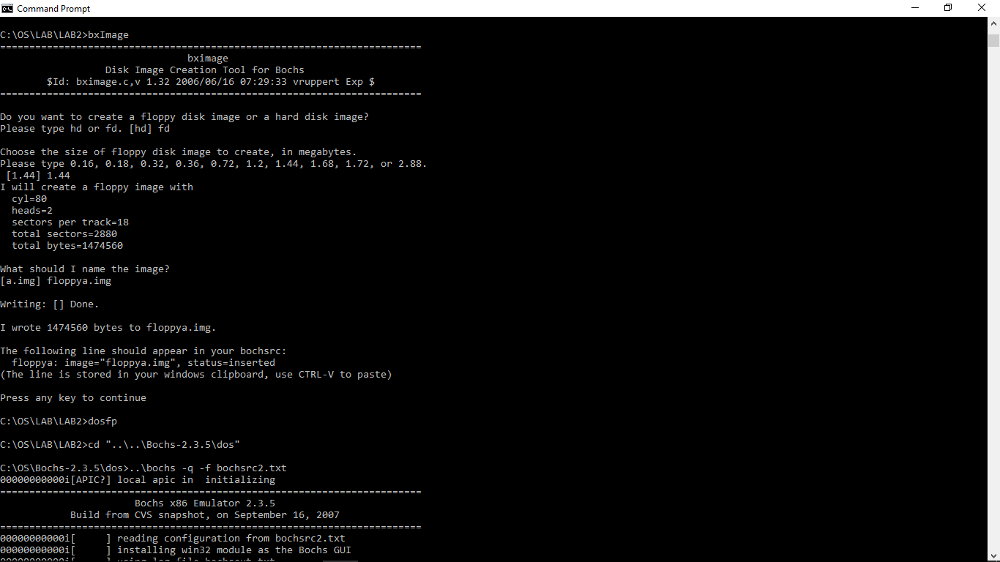 Command Prompt
C:\OS\LAB\LAB2>bxImage
========================================================================
bximage
Disk Image Creation Tool for Bochs
$Id: bximage.c,v 1.32 2006/06/16 07:29:33 vruppert Exp $
========================================================================
Do you want to create a floppy disk image or a hard disk image?
Please type hd or fd. [hd] fd
Choose the size of floppy disk image to create, in megabytes.
Please type 0.16, 0.18, 0.32, 0.36, 0.72, 1.2, 1.44, 1.68, 1.72, or 2.88.
[1.44] 1.44
I will create a floppy image with
cyl=80
heads=2
sectors per track=18
total sectors=2880
total bytes=1474560
What should I name the image?
[a.img] floppya.img
Writing: [] Done.
I wrote 1474560 bytes to floppya.img.
The following line should appear in your bochsrc:
floppya: image="floppya.img", status=inserted
(The line is stored in your windows clipboard, use CTRL-V to paste)
Press any key to continue
C:\OS\LAB\LAB2>dosfp
C:\OS\LAB\LAB2>cd "..\..\Bochs-2.3.5\dos"
C:\OS\Bochs-2.3.5\dos>..\bochs -q -f bochsrc2.txt
00000000000i[APIC?] local apic in  initializing
========================================================================
Bochs x86 Emulator 2.3.5
Build from CVS snapshot, on September 16, 2007
========================================================================
00000000000i[     ] reading configuration from bochsrc2.txt
00000000000i[     ] installing win32 module as the Bochs GUI
00000000000i[     ] using log file bochsout.txt